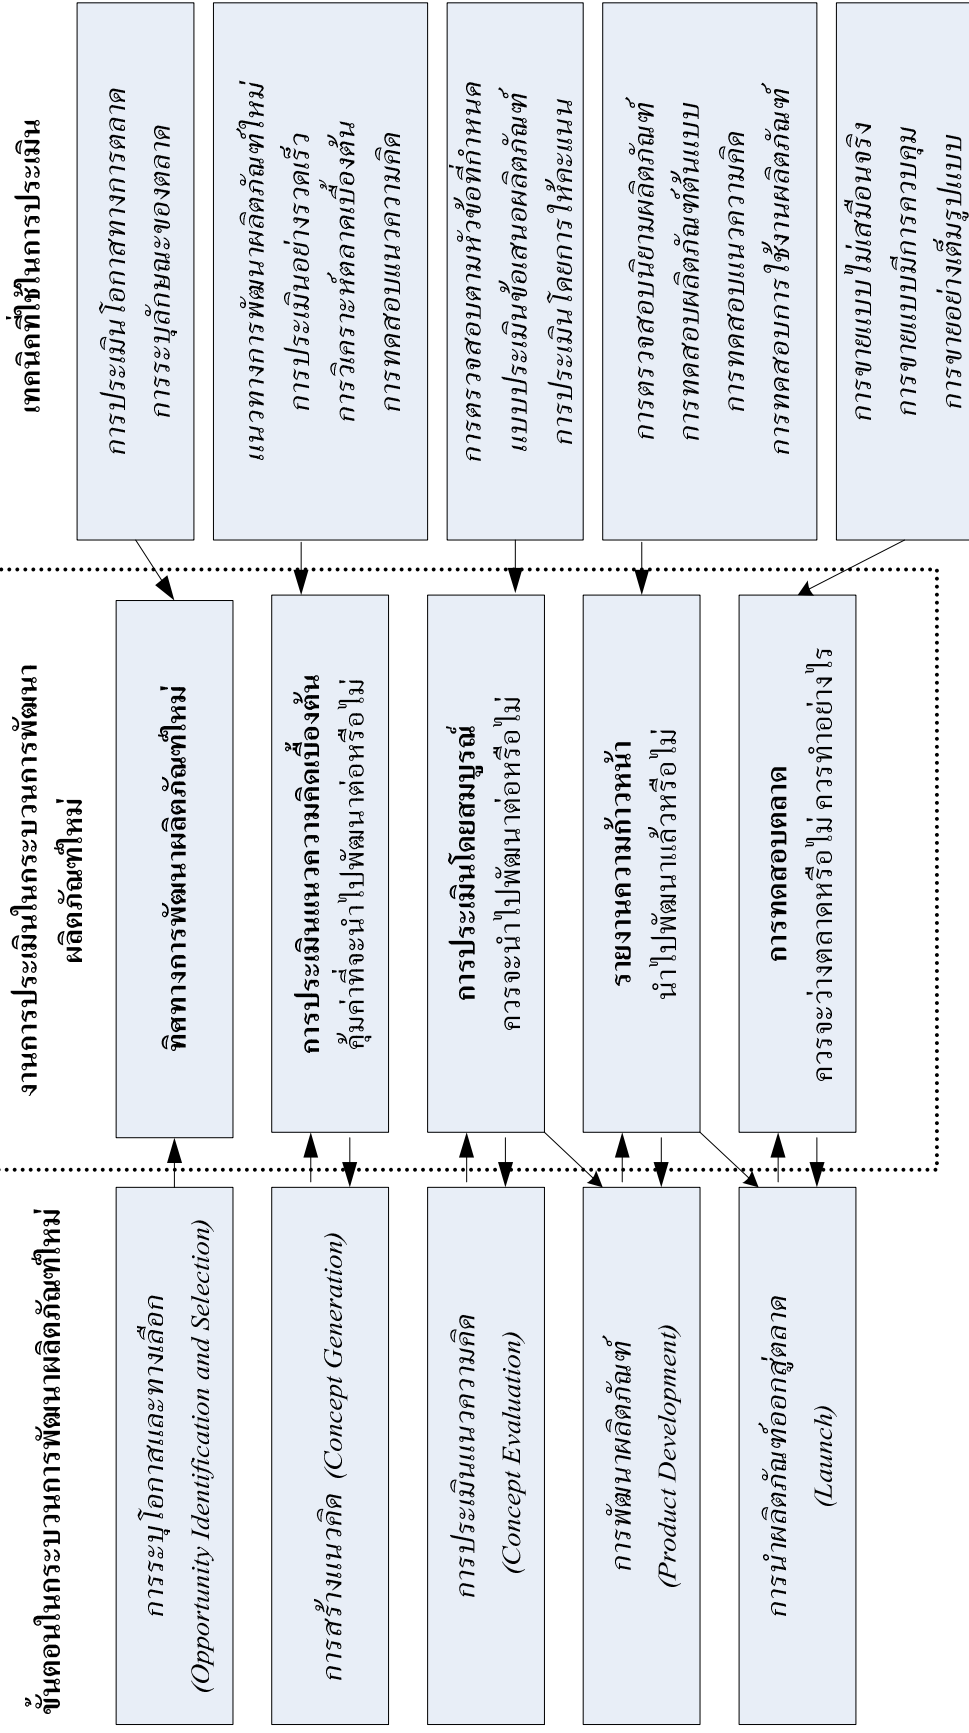 ขั้นตอนในกระบวนการพัฒนาผลิตภัณฑ์ใหม่
งานการประเมินในกระบวนการพัฒนา
ผลิตภัณฑ์ใหม่
เทคนิคที่ใช้ในการประเมิน
การระบุโอกาสและทางเลือก
(Opportunity Identification and Selection)
ทิศทางการพัฒนาผลิตภัณฑ์ใหม่
การประเมินโอกาสทางการตลาด
การระบุลักษณะของตลาด
การสร้างแนวคิด (Concept Generation)
การประเมินแนวความคิดเบื้องต้น
คุ้มค่าที่จะนำไปพัฒนาต่อหรือไม่
แนวทางการพัฒนาผลิตภัณฑ์ใหม่
การประเมินอย่างรวดเร็ว
การวิเคราะห์ตลาดเบื้องต้น
การทดสอบแนวความคิด
การประเมินแนวความคิด
(Concept Evaluation)
การประเมินโดยสมบูรณ์
ควรจะนำไปพัฒนาต่อหรือไม่
การตรวจสอบตามหัวข้อที่กำหนด
แบบประเมินข้อเสนอผลิตภัณฑ์
การประเมินโดยการให้คะแนน
การพัฒนาผลิตภัณฑ์
(Product Development)
รายงานความก้าวหน้า
นำไปพัฒนาแล้วหรือไม่
การตรวจสอบนิยามผลิตภัณฑ์
การทดสอบผลิตภัณฑ์ต้นแบบ
การทดสอบแนวความคิด
การทดสอบการใช้งานผลิตภัณฑ์
การนำผลิตภัณฑ์ออกสู่ตลาด
(Launch)
การทดสอบตลาด
ควรจะว่างตลาดหรือไม่ ควรทำอย่างไร
การขายแบบไม่เสมือนจริง
การขายแบบมีการควบคุม
การขายอย่างเต็มรูปแบบ